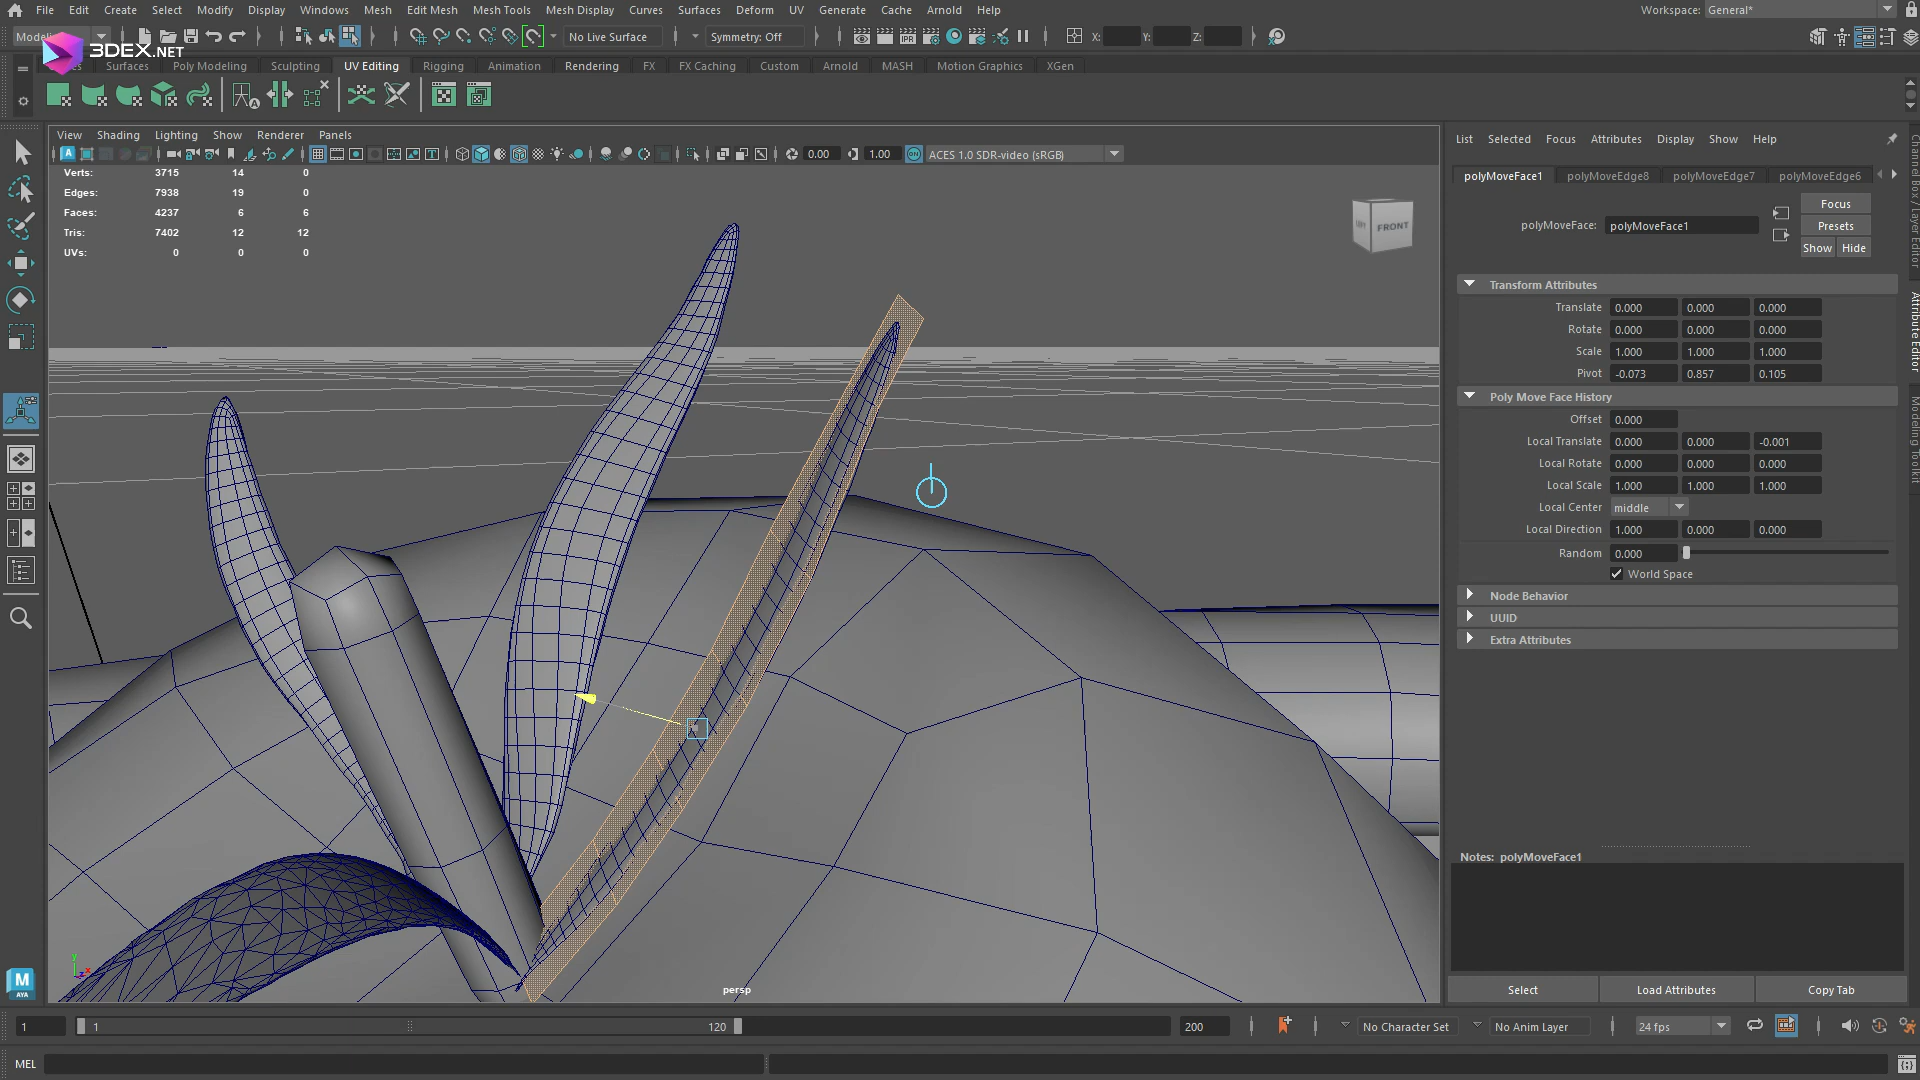 File Edit Create Select Modify Display Windows Mesh Edit Mesh Mesh Tools Mesh Display Curves Surfaces Deform UV Generate Cache Arnold Help
Workspace: General*
No Live Surface Symmetry: Off X: Y: Z:
3DEX.NET
Surfaces Poly Modeling Sculpting UV Editing Rigging Animation Rendering FX FX Caching Custom Arnold MASH Motion Graphics XGen
View Shading Lighting Show Renderer Panels
0.00 1.00 ACES 1.0 SDR-video (sRGB)
Verts: 3715 14 0
Edges: 7938 19 0
Faces: 4237 6 6
Tris: 7402 12 12
UVs: 0 0 0
FRONT
persp
List Selected Focus Attributes Display Show Help
polyMoveFace1 polyMoveEdge8 polyMoveEdge7 polyMoveEdge6
Focus
polyMoveFace: polyMoveFace1 Presets
Show Hide
Transform Attributes
Translate 0.000 0.000 0.000
Rotate 0.000 0.000 0.000
Scale 1.000 1.000 1.000
Pivot -0.073 0.857 0.105
Poly Move Face History
Offset 0.000
Local Translate 0.000 0.000 -0.001
Local Rotate 0.000 0.000 0.000
Local Scale 1.000 1.000 1.000
Local Center middle
Local Direction 1.000 0.000 0.000
Random 0.000
World Space
Node Behavior
UUID
Extra Attributes
Notes: polyMoveFace1
Select Load Attributes Copy Tab
Channel Box / Layer Editor
Attribute Editor
Modeling Toolkit
1 1 120 200 No Character Set No Anim Layer 24 fps
MEL